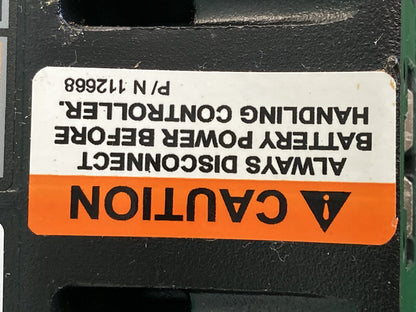 ⚠ CAUTION
ALWAYS DISCONNECT
BATTERY POWER BEFORE
HANDLING CONTROLLER.
P/N 112668